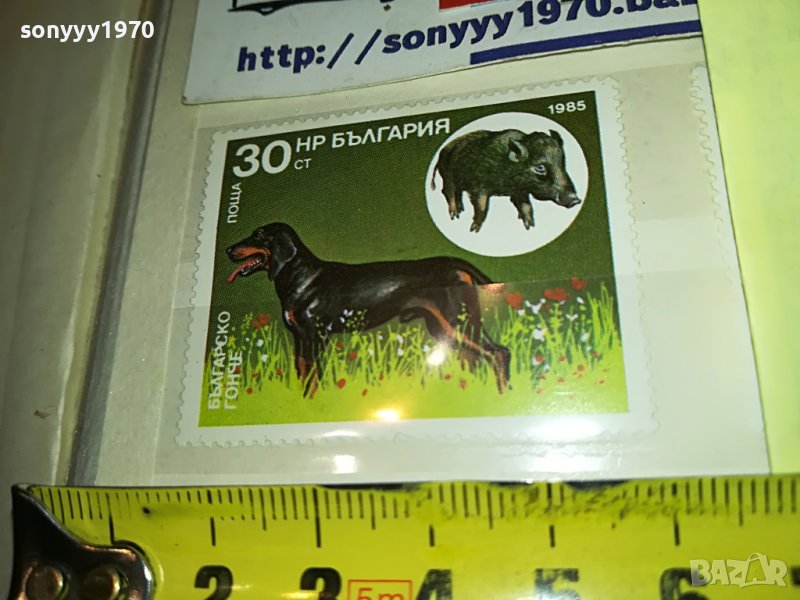 sonyyy1970
http://sonyyy1970.ba
30 СТ НР БЪЛГАРИЯ
1985
ПОЩА
БЪЛГАРСКО
ГОНЧЕ
2 3 5m 4 5 6 7
BAZAR